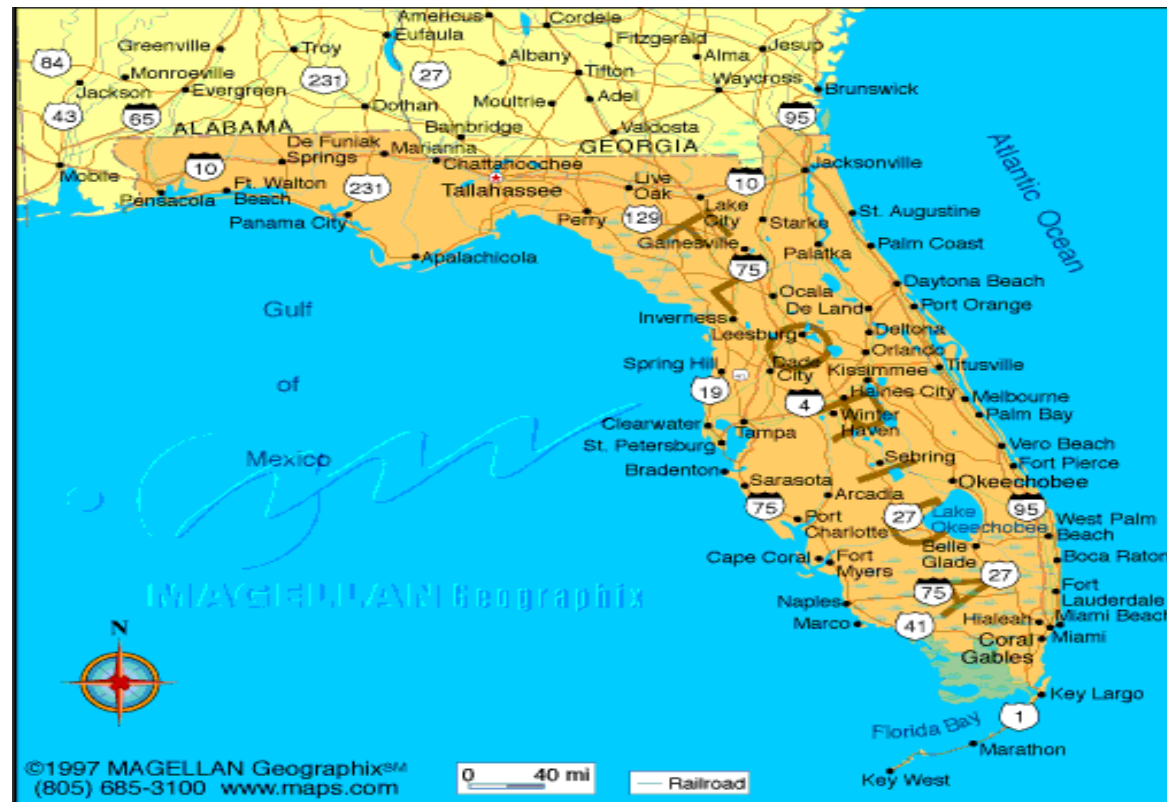 Americus
Cordele
Greenville
Troy
Eufaula
Fitzgerald
Jesup
84
Albany
Alma
Monroeville
231
27
Tifton
Waycross
Jackson
Evergreen
Brunswick
43
65
Dothan
Moultrie
Adel
95
ALABAMA
Bainbridge
Valdosta
GEORGIA
De Funiak
Springs
Marianna
Chattahoochee
Jacksonville
Mobile
10
231
Tallahassee
Live
Oak
10
Pensacola
Ft. Walton
Beach
Panama City
Perry
129
Lake
City
Starke
St. Augustine
Atlantic Ocean
Gainesville
Palatka
Palm Coast
Apalachicola
75
Daytona Beach
Ocala
De Land
Port Orange
Gulf
of
Mexico
Inverness
Leesburg
Deltona
Orlando
Spring Hill
Dade
City
Kissimmee
Titusville
19
4
Haines City
Melbourne
Winter
Haven
Palm Bay
Clearwater
Tampa
St. Petersburg
Vero Beach
Sebring
Fort Pierce
Bradenton
Sarasota
Okeechobee
75
Arcadia
27
Lake
Okeechobee
95
West Palm
Beach
Port
Charlotte
Belle
Glade
Boca Raton
Cape Coral
Fort
Myers
75
27
Fort
Lauderdale
Naples
Marco
41
Hialeah
Miami Beach
Miami
Coral
Gables
FLORIDA
MAGELLAN Geographix
N
Key Largo
1
Florida Bay
Marathon
Key West
©1997 MAGELLAN Geographix℠
(805) 685-3100 www.maps.com
0 40 mi
Railroad